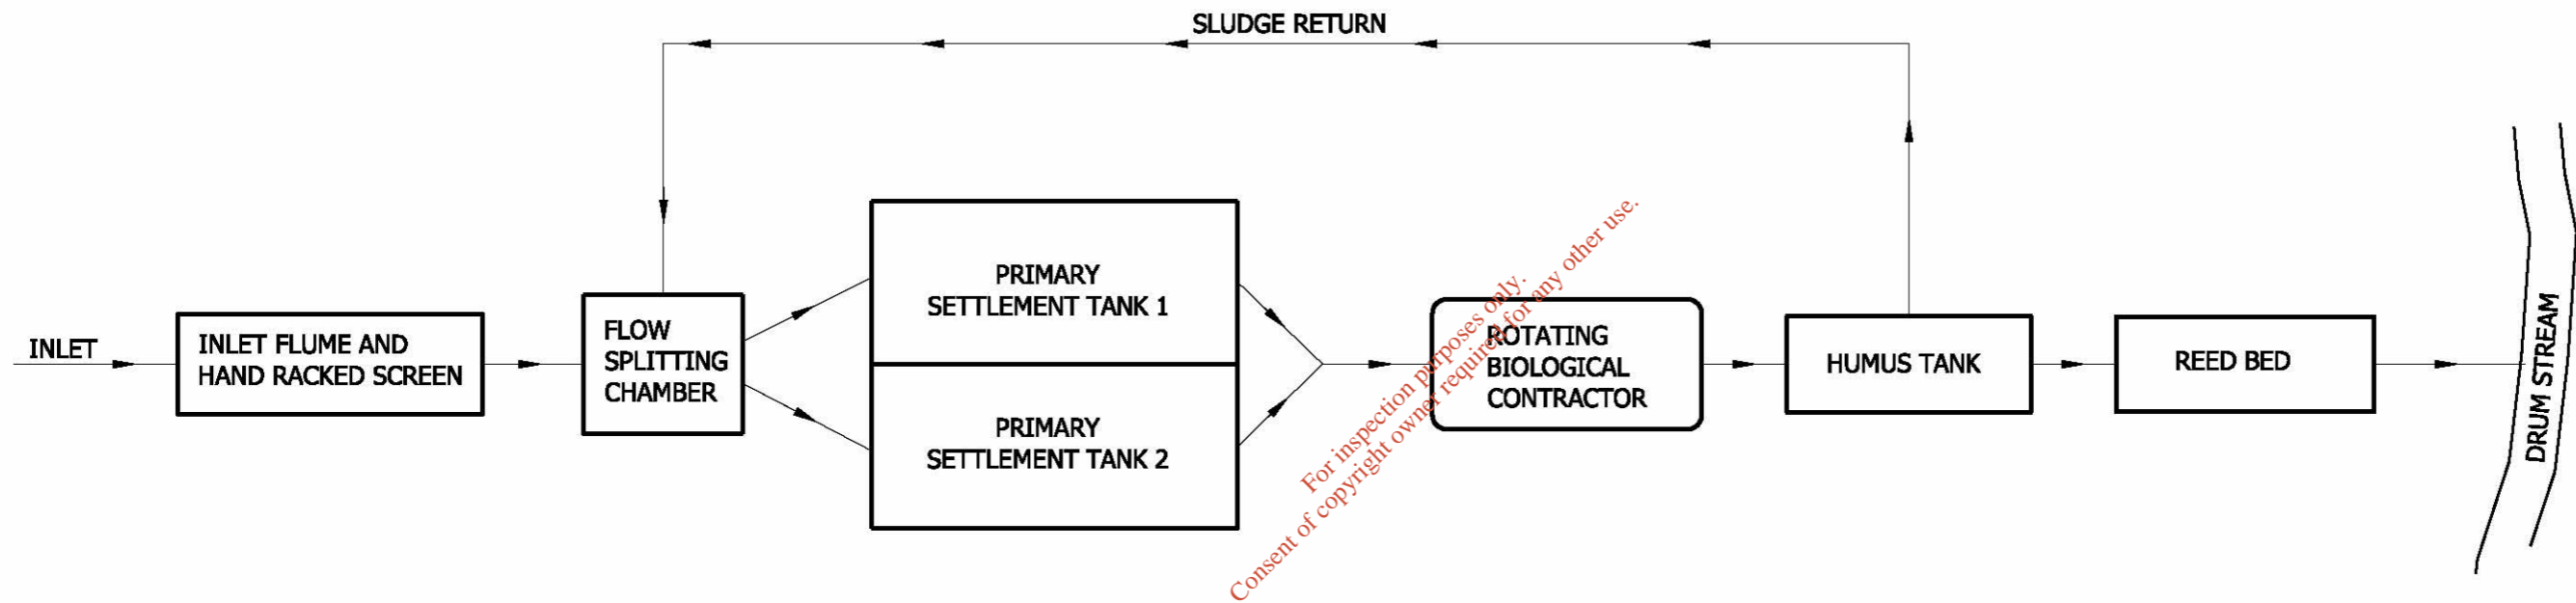 SLUDGE RETURN
INLET
INLET FLUME AND
HAND RACKED SCREEN
FLOW
SPLITTING
CHAMBER
PRIMARY
SETTLEMENT TANK 1
PRIMARY
SETTLEMENT TANK 2
ROTATING
BIOLOGICAL
CONTRACTOR
HUMUS TANK
REED BED
DRUM STREAM
For inspection purposes only.
Consent of copyright owner required for any other use.